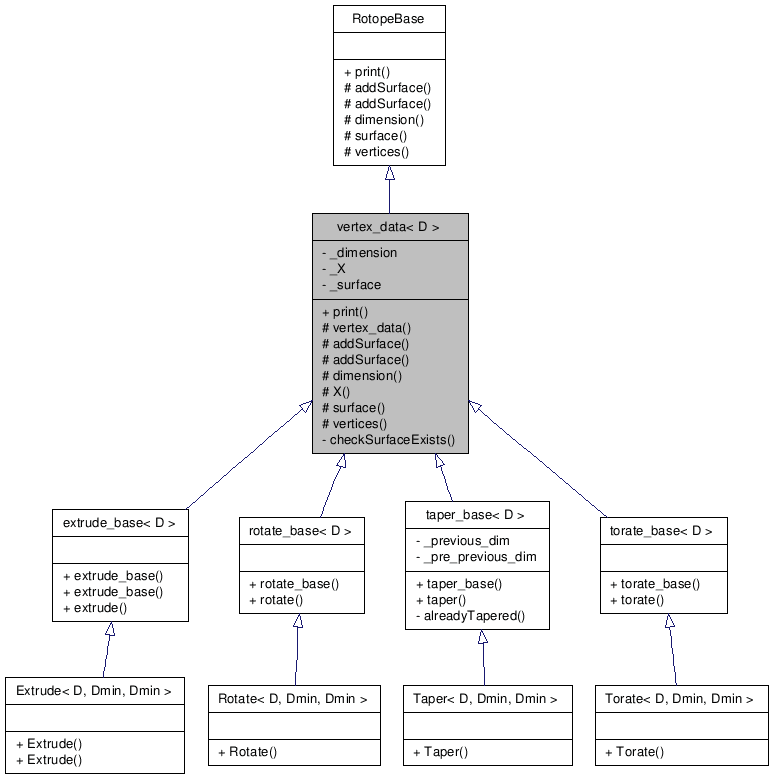 RotopeBase
+ print()
# addSurface()
# addSurface()
# dimension()
# surface()
# vertices()
vertex_data< D >
- _dimension
- _X
- _surface
+ print()
# vertex_data()
# addSurface()
# addSurface()
# dimension()
# X()
# surface()
# vertices()
- checkSurfaceExists()
extrude_base< D >
+ extrude_base()
+ extrude_base()
+ extrude()
rotate_base< D >
+ rotate_base()
+ rotate()
taper_base< D >
- _previous_dim
- _pre_previous_dim
+ taper_base()
+ taper()
- alreadyTapered()
torate_base< D >
+ torate_base()
+ torate()
Extrude< D, Dmin, Dmin >
+ Extrude()
+ Extrude()
Rotate< D, Dmin, Dmin >
+ Rotate()
Taper< D, Dmin, Dmin >
+ Taper()
Torate< D, Dmin, Dmin >
+ Torate()